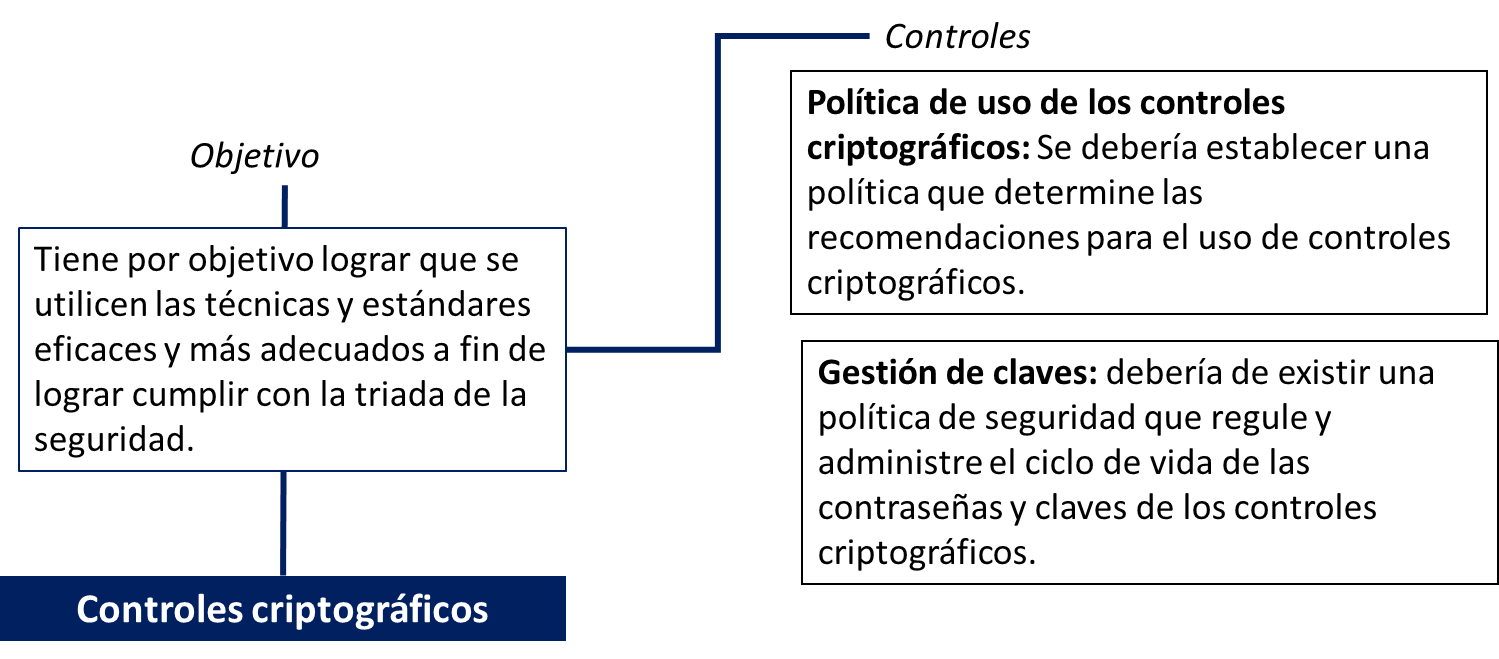 Objetivo
Tiene por objetivo lograr que se
utilicen las técnicas y estándares
eficaces y más adecuados a fin de
lograr cumplir con la triada de la
seguridad.
Controles criptográficos
Controles
Política de uso de los controles
criptográficos: Se debería establecer una
política que determine las
recomendaciones para el uso de controles
criptográficos.
Gestión de claves: debería de existir una
política de seguridad que regule y
administre el ciclo de vida de las
contraseñas y claves de los controles
criptográficos.